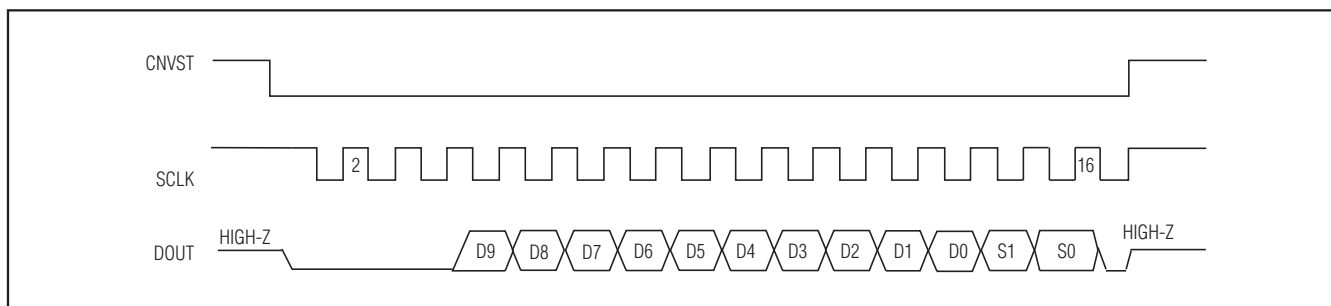 CNVST
SCLK
2
16
DOUT
HIGH-Z
D9 D8 D7 D6 D5 D4 D3 D2 D1 D0 S1 S0
HIGH-Z